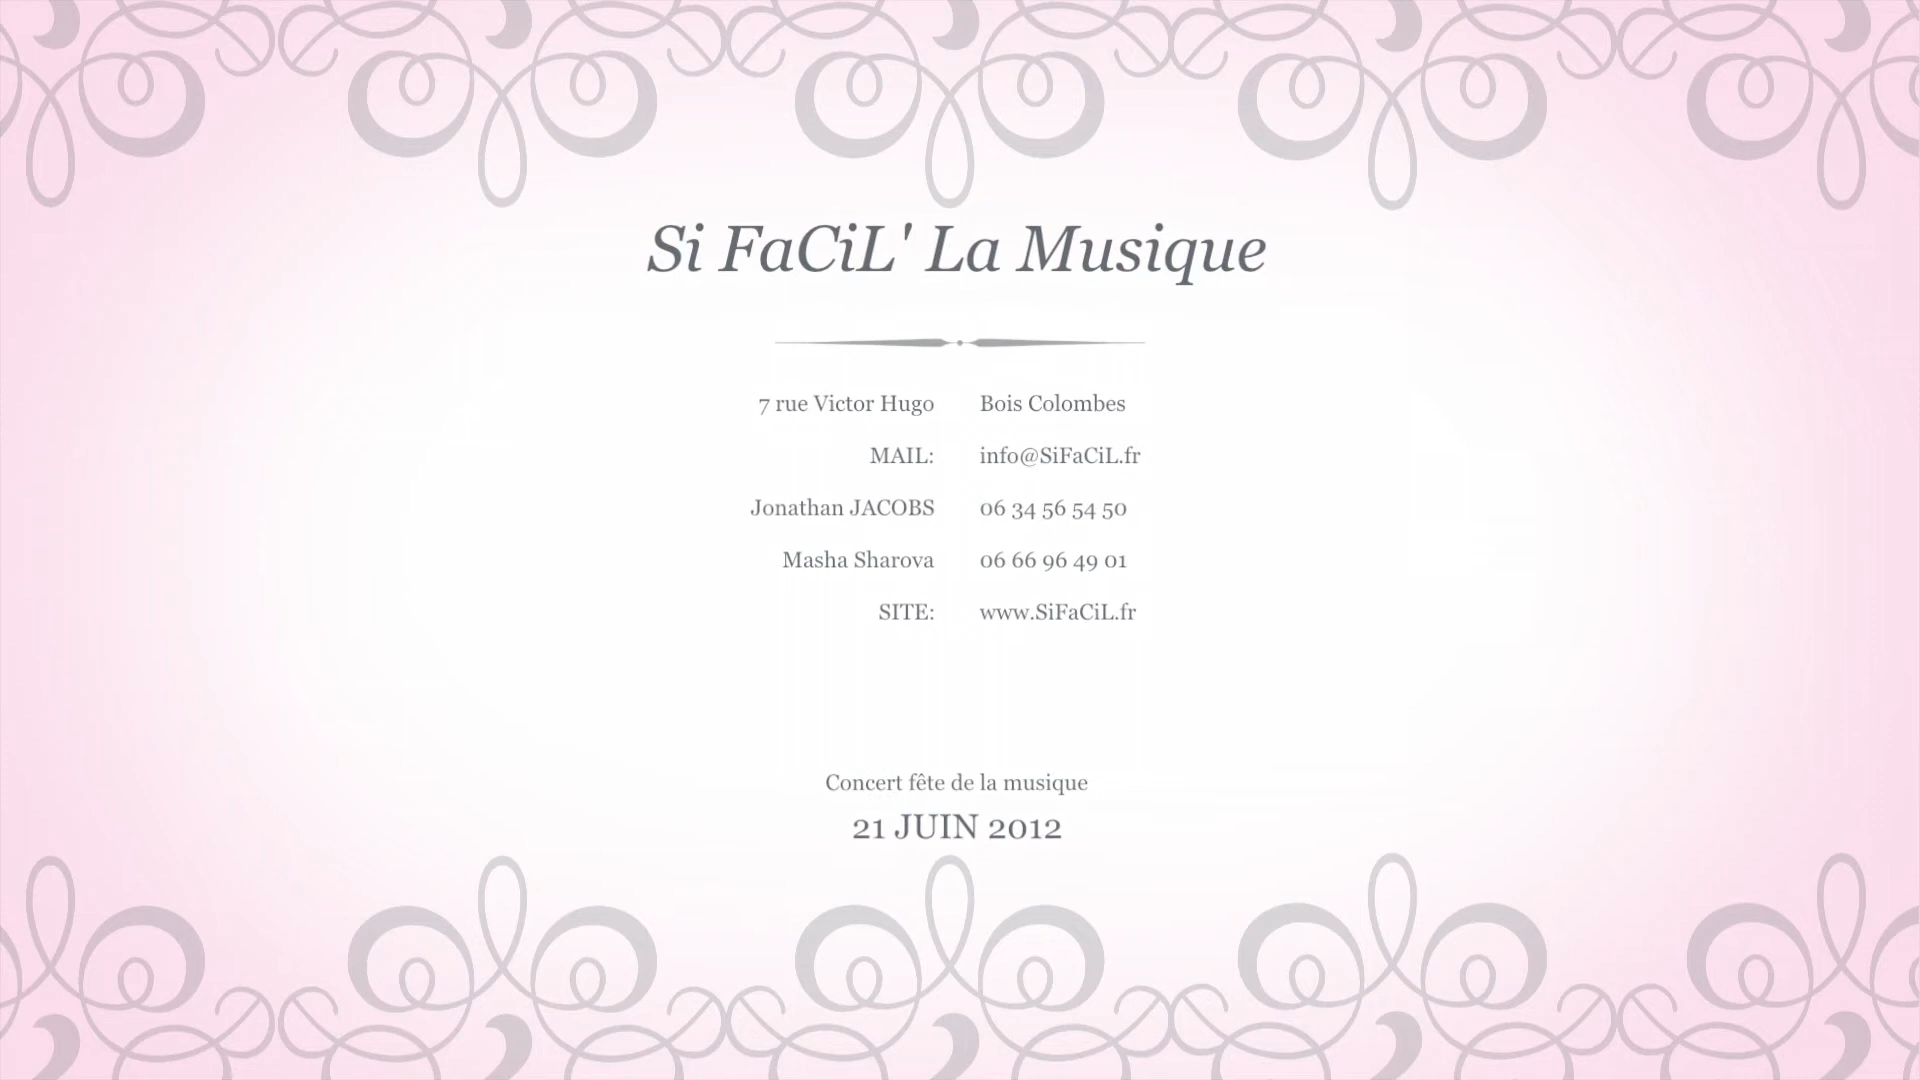 Si FaCiL' La Musique
7 rue Victor Hugo Bois Colombes
MAIL: info@SiFaCiL.fr
Jonathan JACOBS 06 34 56 54 50
Masha Sharova 06 66 96 49 01
SITE: www.SiFaCiL.fr
Concert fête de la musique
21 JUIN 2012